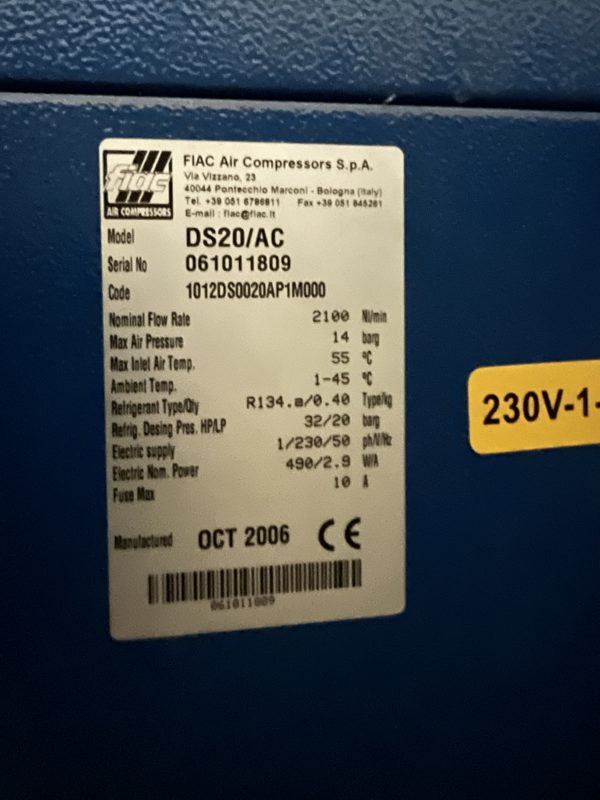 fiac
AIR COMPRESSORS
FIAC Air Compressors S.p.A.
Via Vizzano, 23
40044 Pontecchio Marconi - Bologna (Italy)
Tel. +39 051 6786811 Fax +39 051 845261
E-mail : fiac@fiac.it
Model DS20/AC
Serial No 061011809
Code 1012DS0020AP1M000
Nominal Flow Rate 2100 Nl/min
Max Air Pressure 14 barg
Max Inlet Air Temp. 55 °C
Ambient Temp. 1-45 °C
Refrigerant Type/Qty R134.a/0.40 Type/kg
Refrig. Desing Pres. HP/LP 32/20 barg
Electric supply 1/230/50 ph/V/Hz
Electric Nom. Power 490/2.9 W/A
Fuse Max 10 A
Manufactured OCT 2006 CE
061011809
230V-1-